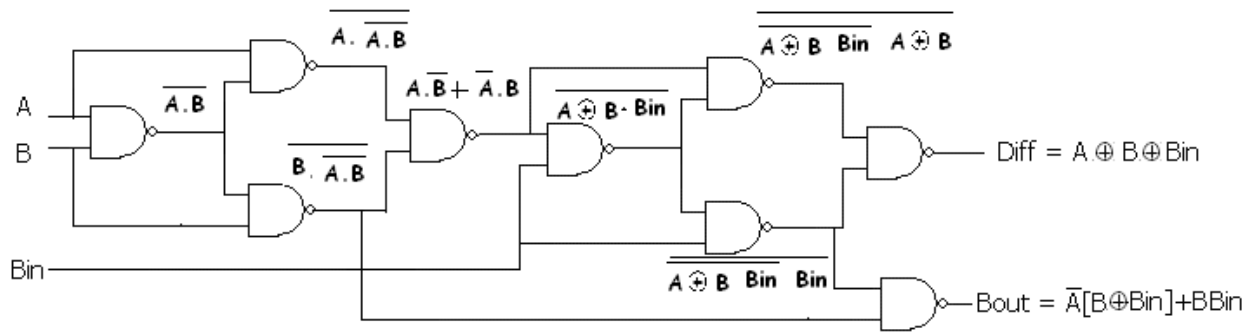 A
B
Bin
A.B
A. A.B
B. A.B
A.B + A.B
A ⊕ B · Bin
A ⊕ B Bin A ⊕ B
A ⊕ B Bin Bin
Diff = A ⊕ B ⊕ Bin
Bout = A̅[B⊕Bin]+BBin